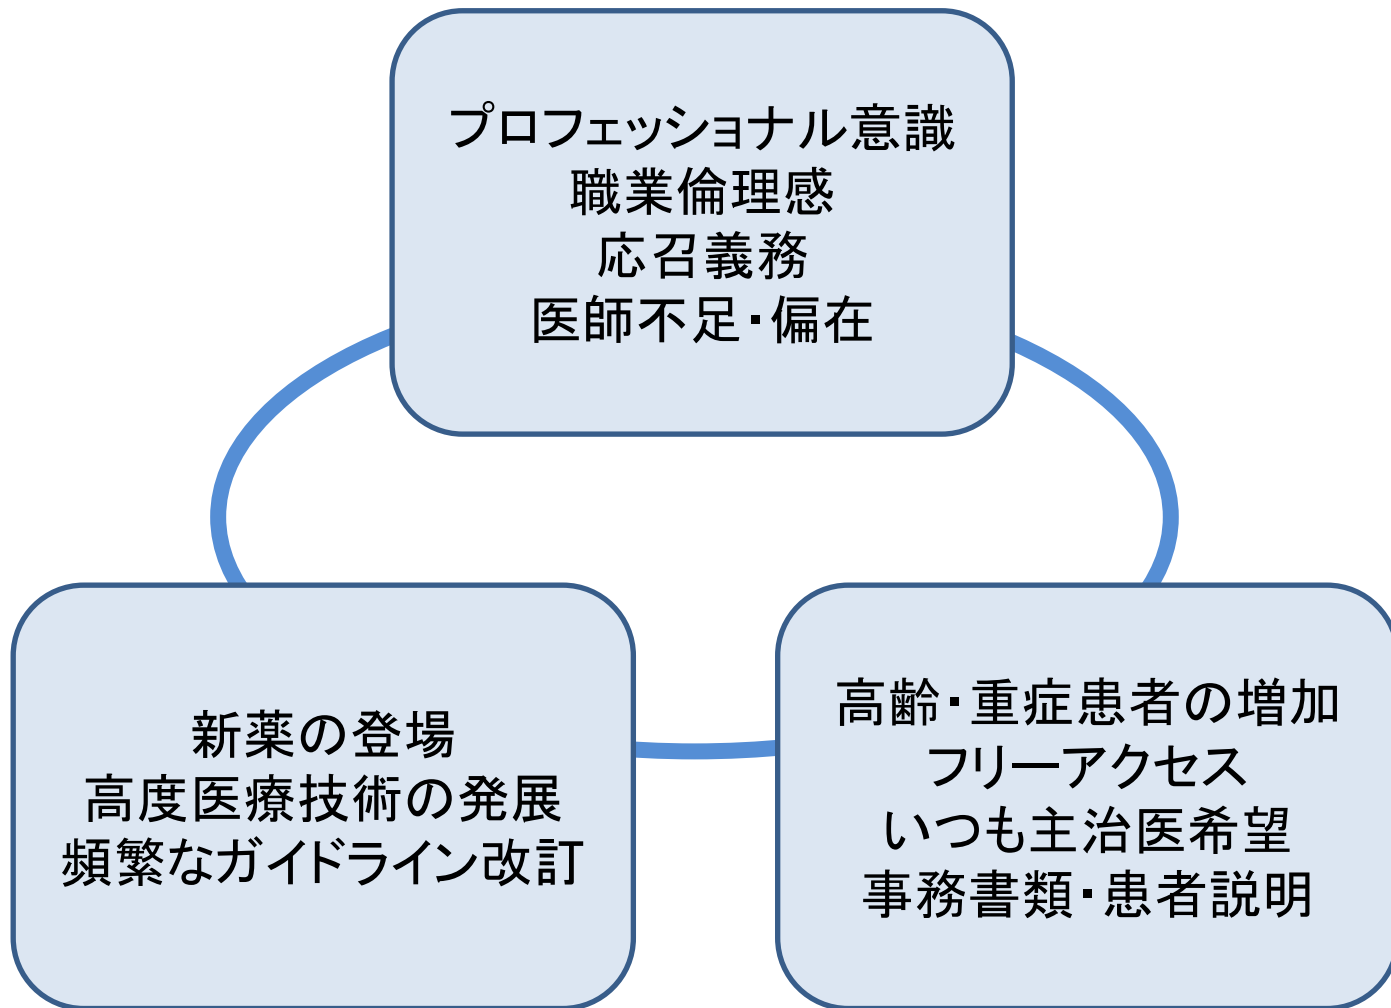 プロフェッショナル意識
職業倫理感
応召義務
医師不足・偏在
新薬の登場
高度医療技術の発展
頻繁なガイドライン改訂
高齢・重症患者の増加
フリーアクセス
いつも主治医希望
事務書類・患者説明